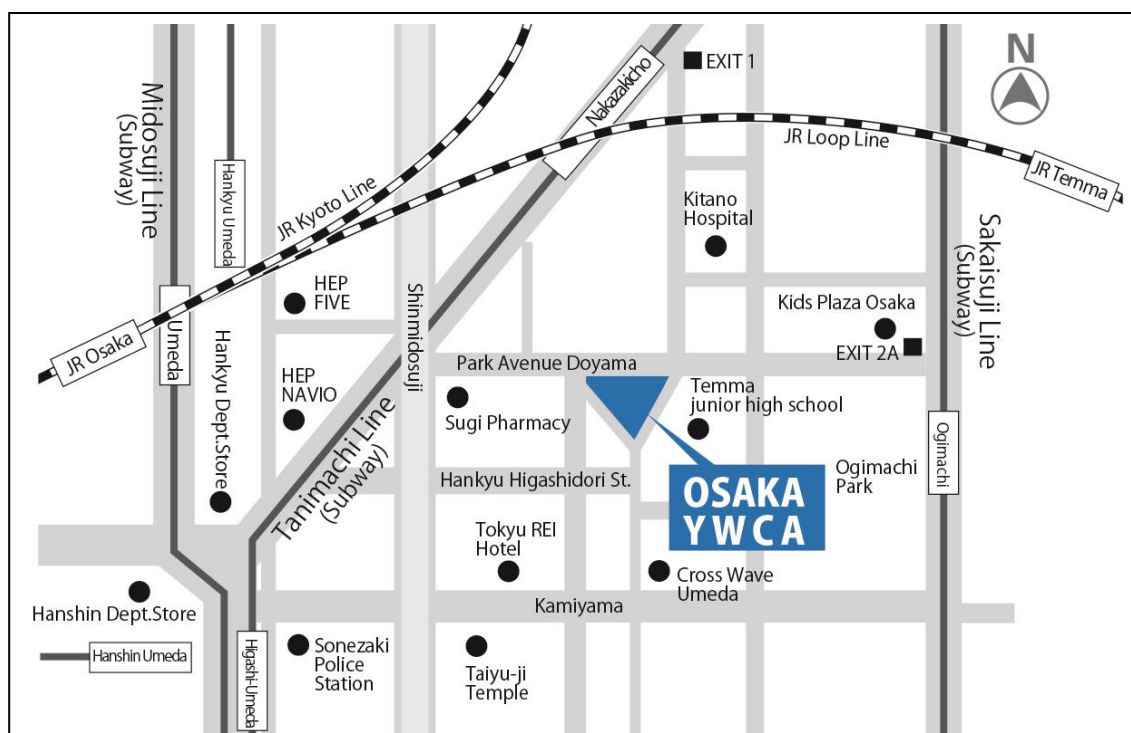 N
EXIT 1
Nakazakicho
JR Loop Line
JR Temma
Midosuji Line
(Subway)
Hankyu Umeda
JR Kyoto Line
Kitano
Hospital
Sakaisuji Line
(Subway)
HEP
FIVE
Shinmidosuji
Kids Plaza Osaka
EXIT 2A
JR Osaka
Umeda
Hankyu Dept.Store
Park Avenue Doyama
HEP
NAVIO
Sugi Pharmacy
Temma
junior high school
Tanimachi Line
(Subway)
Hankyu Higashidori St.
Ogimachi
Park
Ogimachi
OSAKA
YWCA
Tokyu REI
Hotel
Cross Wave
Umeda
Kamiyama
Hanshin Dept.Store
Hanshin Umeda
Higashi-Umeda
Sonezaki
Police
Station
Taiyu-ji
Temple